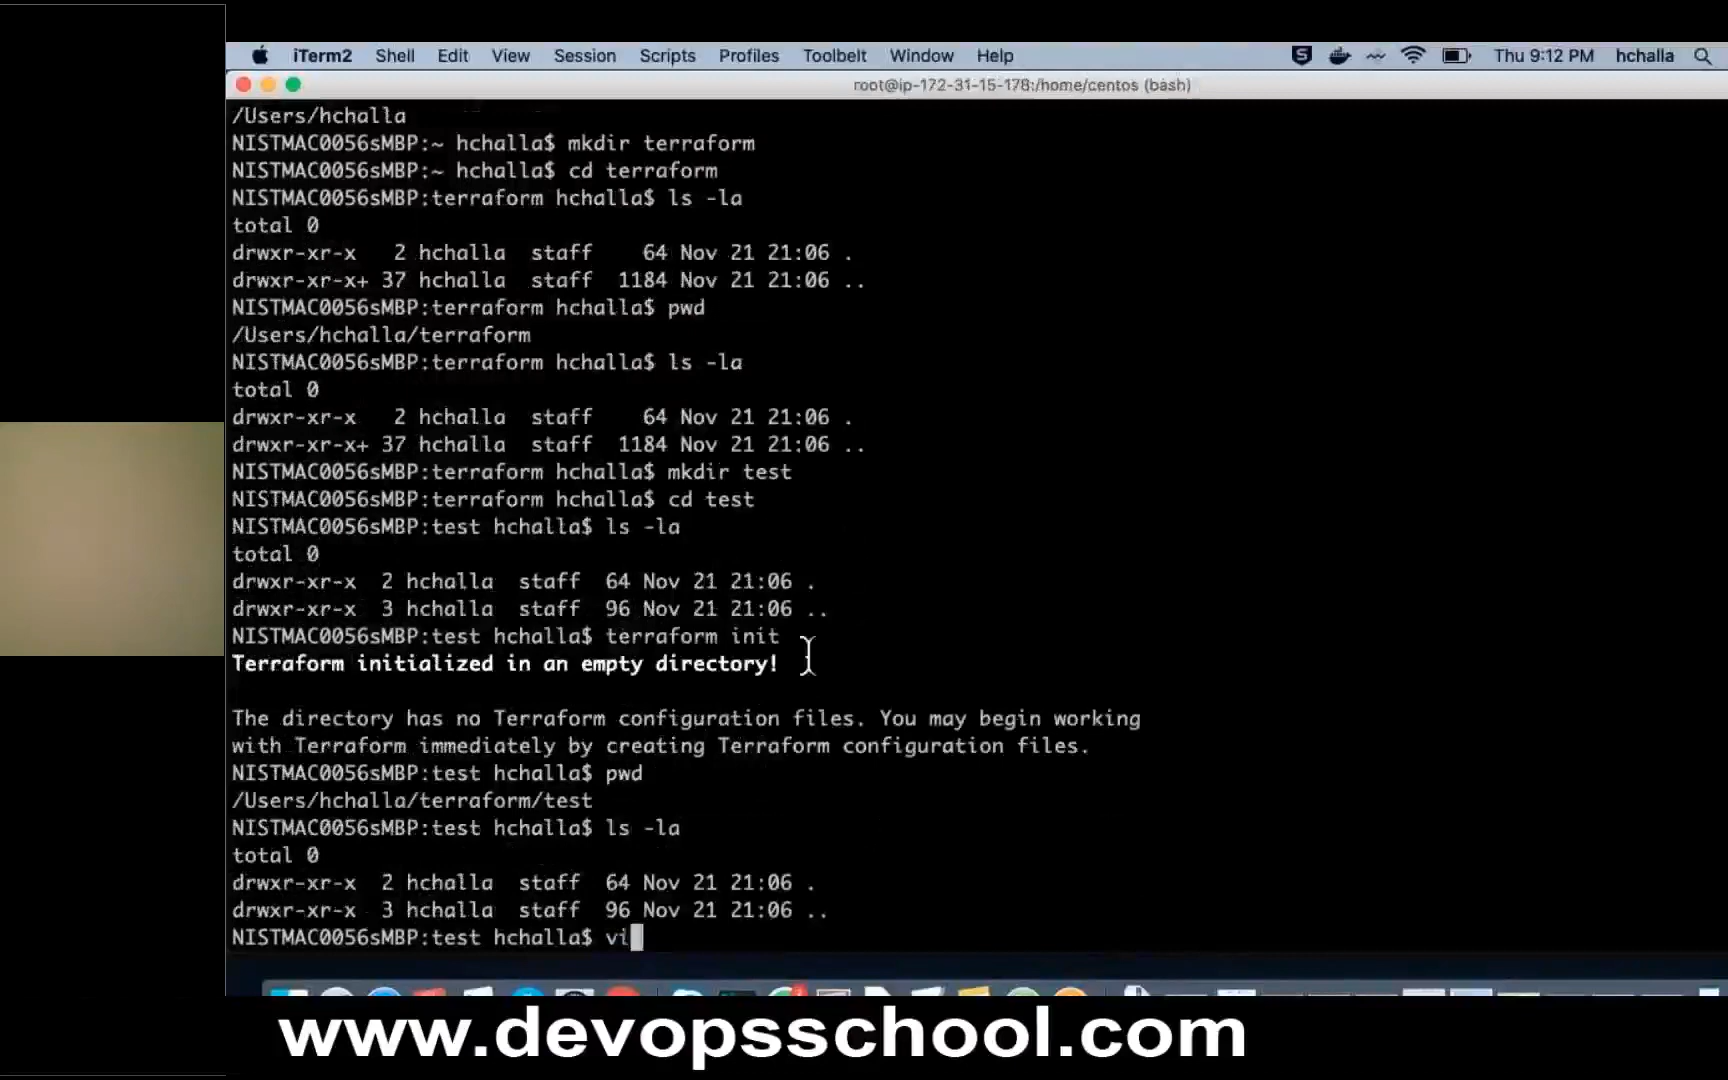 iTerm2 Shell Edit View Session Scripts Profiles Toolbelt Window Help Thu 9:12 PM hchalla
root@ip-172-31-15-178:/home/centos (bash)
/Users/hchalla
NISTMAC0056sMBP:~ hchalla$ mkdir terraform
NISTMAC0056sMBP:~ hchalla$ cd terraform
NISTMAC0056sMBP:terraform hchalla$ ls -la
total 0
drwxr-xr-x   2 hchalla  staff    64 Nov 21 21:06 .
drwxr-xr-x+ 37 hchalla  staff  1184 Nov 21 21:06 ..
NISTMAC0056sMBP:terraform hchalla$ pwd
/Users/hchalla/terraform
NISTMAC0056sMBP:terraform hchalla$ ls -la
total 0
drwxr-xr-x   2 hchalla  staff    64 Nov 21 21:06 .
drwxr-xr-x+ 37 hchalla  staff  1184 Nov 21 21:06 ..
NISTMAC0056sMBP:terraform hchalla$ mkdir test
NISTMAC0056sMBP:terraform hchalla$ cd test
NISTMAC0056sMBP:test hchalla$ ls -la
total 0
drwxr-xr-x  2 hchalla  staff  64 Nov 21 21:06 .
drwxr-xr-x  3 hchalla  staff  96 Nov 21 21:06 ..
NISTMAC0056sMBP:test hchalla$ terraform init
Terraform initialized in an empty directory!
The directory has no Terraform configuration files. You may begin working
with Terraform immediately by creating Terraform configuration files.
NISTMAC0056sMBP:test hchalla$ pwd
/Users/hchalla/terraform/test
NISTMAC0056sMBP:test hchalla$ ls -la
total 0
drwxr-xr-x  2 hchalla  staff  64 Nov 21 21:06 .
drwxr-xr-x  3 hchalla  staff  96 Nov 21 21:06 ..
NISTMAC0056sMBP:test hchalla$ vi
www.devopsschool.com